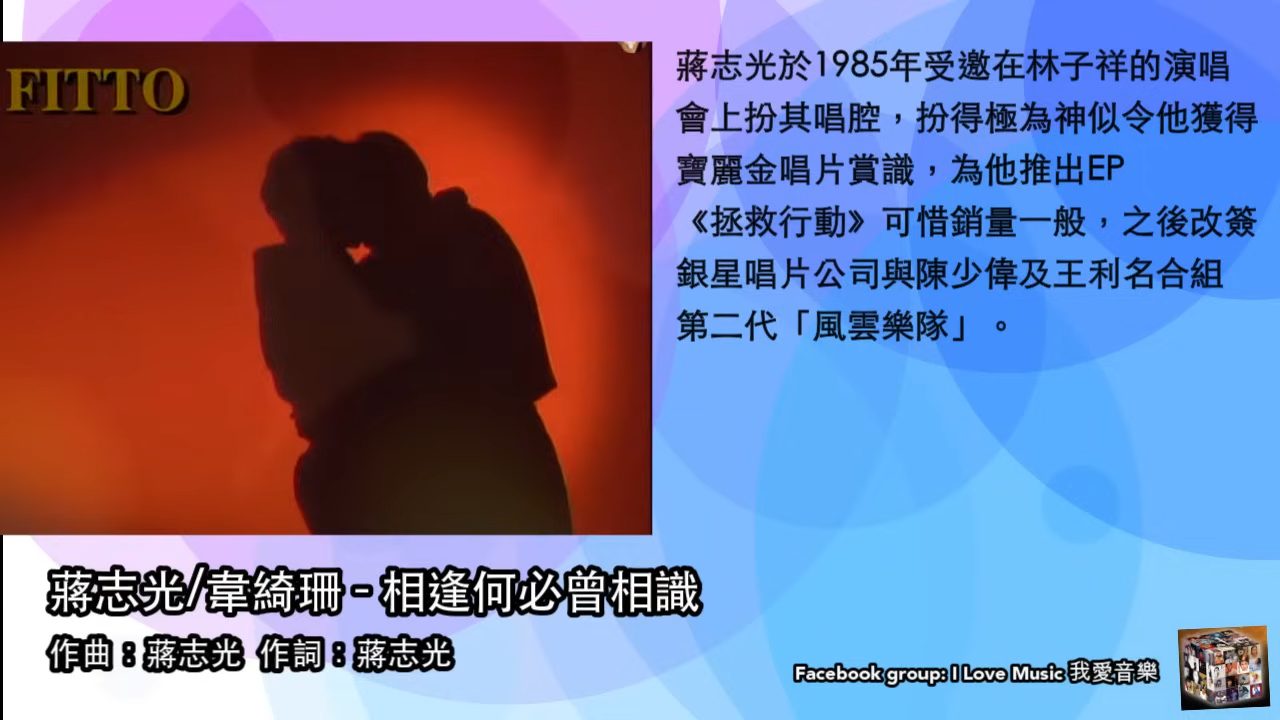 FITTO
蔣志光於1985年受邀在林子祥的演唱
會上扮其唱腔，扮得極為神似令他獲得
寶麗金唱片賞識，為他推出EP
《拯救行動》可惜銷量一般，之後改簽
銀星唱片公司與陳少偉及王利名合組
第二代「風雲樂隊」。
蔣志光/韋綺珊 - 相逢何必曾相識
作曲：蔣志光 作詞：蔣志光
Facebook group: I Love Music 我愛音樂